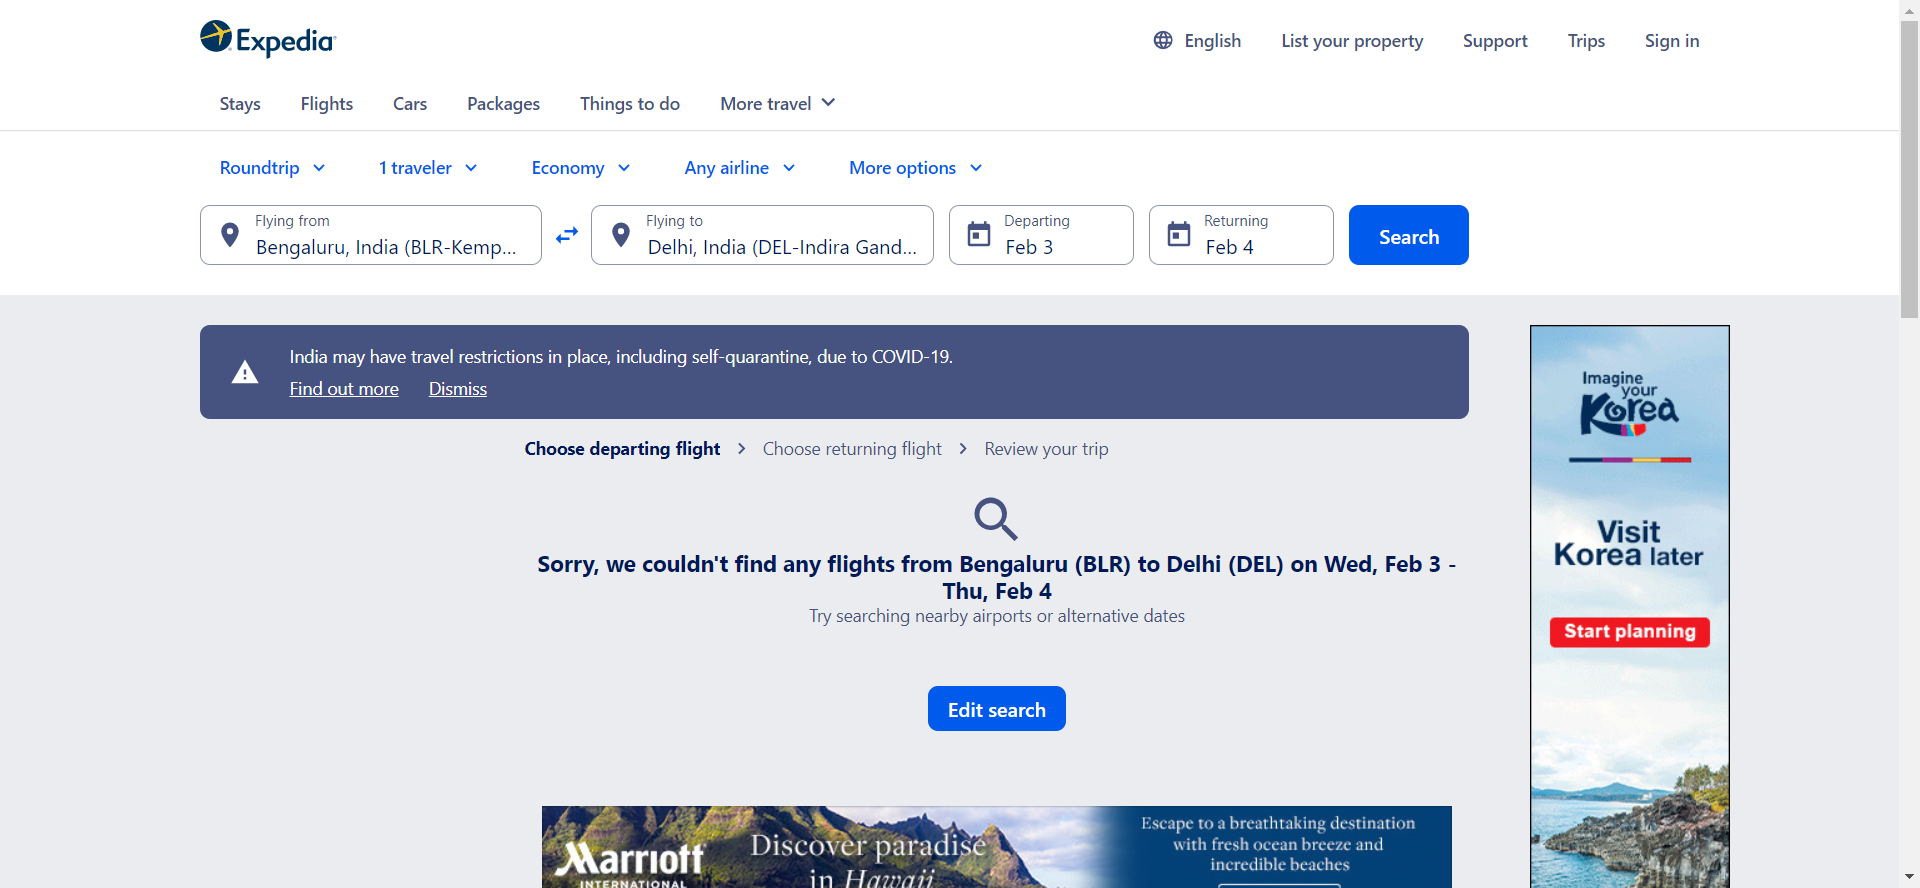 Expedia
English
List your property
Support
Trips
Sign in
Stays
Flights
Cars
Packages
Things to do
More travel
Roundtrip
1 traveler
Economy
Any airline
More options
Flying from
Bengaluru, India (BLR-Kemp...
Flying to
Delhi, India (DEL-Indira Gand...
Departing
Feb 3
Returning
Feb 4
Search
India may have travel restrictions in place, including self-quarantine, due to COVID-19.
Find out more
Dismiss
Choose departing flight
Choose returning flight
Review your trip
Sorry, we couldn't find any flights from Bengaluru (BLR) to Delhi (DEL) on Wed, Feb 3 -
Thu, Feb 4
Try searching nearby airports or alternative dates
Edit search
Imagine
your
Korea
Visit
Korea later
Start planning
Marriott
INTERNATIONAL
Discover paradise
in Hawaii
Escape to a breathtaking destination
with fresh ocean breeze and
incredible beaches